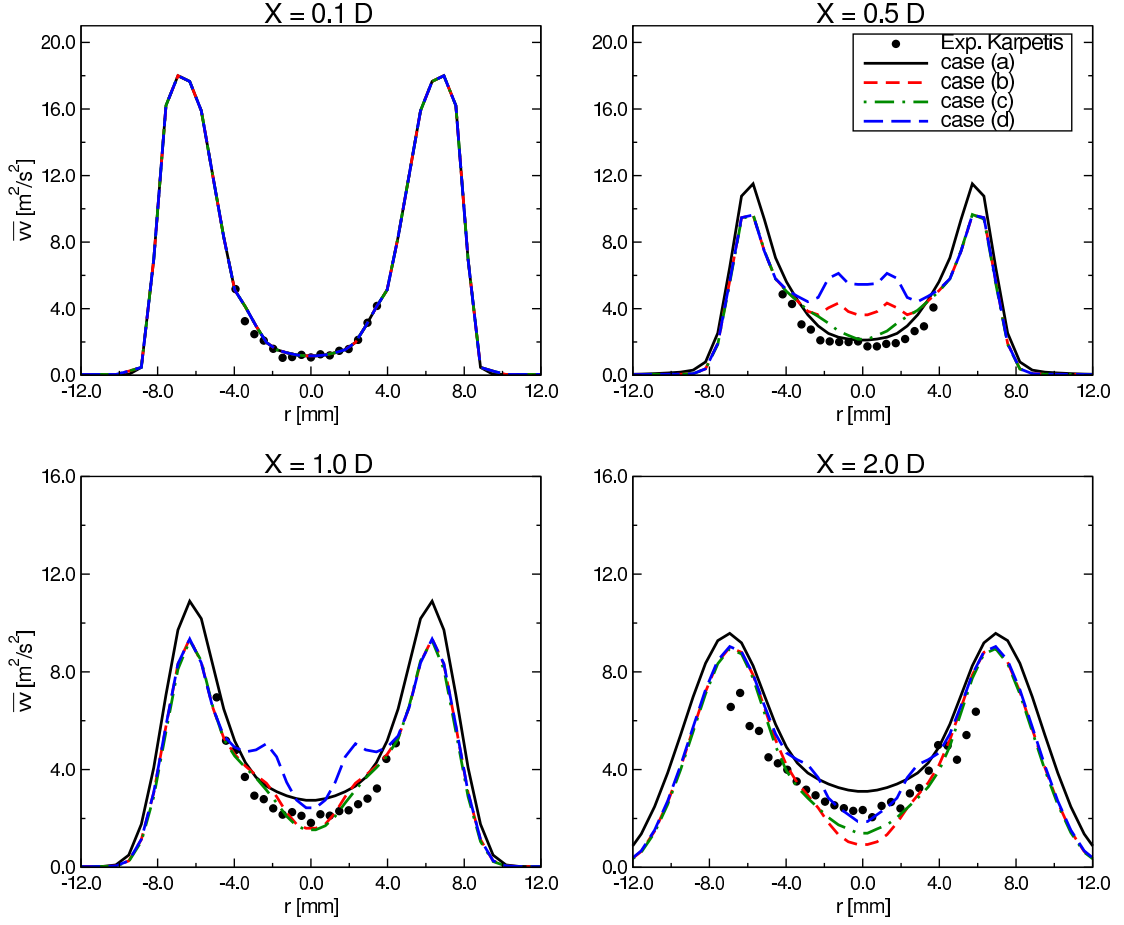 X = 0.1 D
X = 0.5 D
20.0
16.0
12.0
8.0
4.0
0.0
vv [m²/s²]
-12.0 -8.0 -4.0 0.0 4.0 8.0 12.0
r [mm]
20.0
16.0
12.0
8.0
4.0
0.0
Exp. Karpetis
case (a)
case (b)
case (c)
case (d)
-12.0 -8.0 -4.0 0.0 4.0 8.0 12.0
r [mm]
X = 1.0 D
X = 2.0 D
16.0
12.0
8.0
4.0
0.0
vv [m²/s²]
-12.0 -8.0 -4.0 0.0 4.0 8.0 12.0
r [mm]
16.0
12.0
8.0
4.0
0.0
-12.0 -8.0 -4.0 0.0 4.0 8.0 12.0
r [mm]